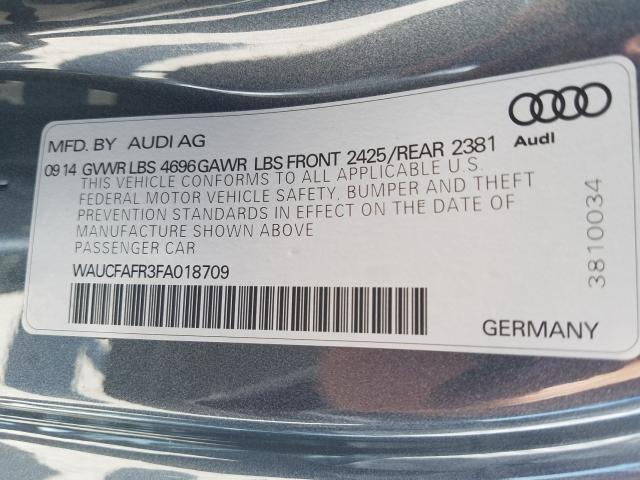 MFD. BY AUDI AG
Audi
09 14 GVWR LBS 4696 GAWR LBS FRONT 2425/REAR 2381
THIS VEHICLE CONFORMS TO ALL APPLICABLE U.S.
FEDERAL MOTOR VEHICLE SAFETY, BUMPER AND THEFT
PREVENTION STANDARDS IN EFFECT ON THE DATE OF
MANUFACTURE SHOWN ABOVE
PASSENGER CAR
WAUCFAFR3FA018709
GERMANY
3810034